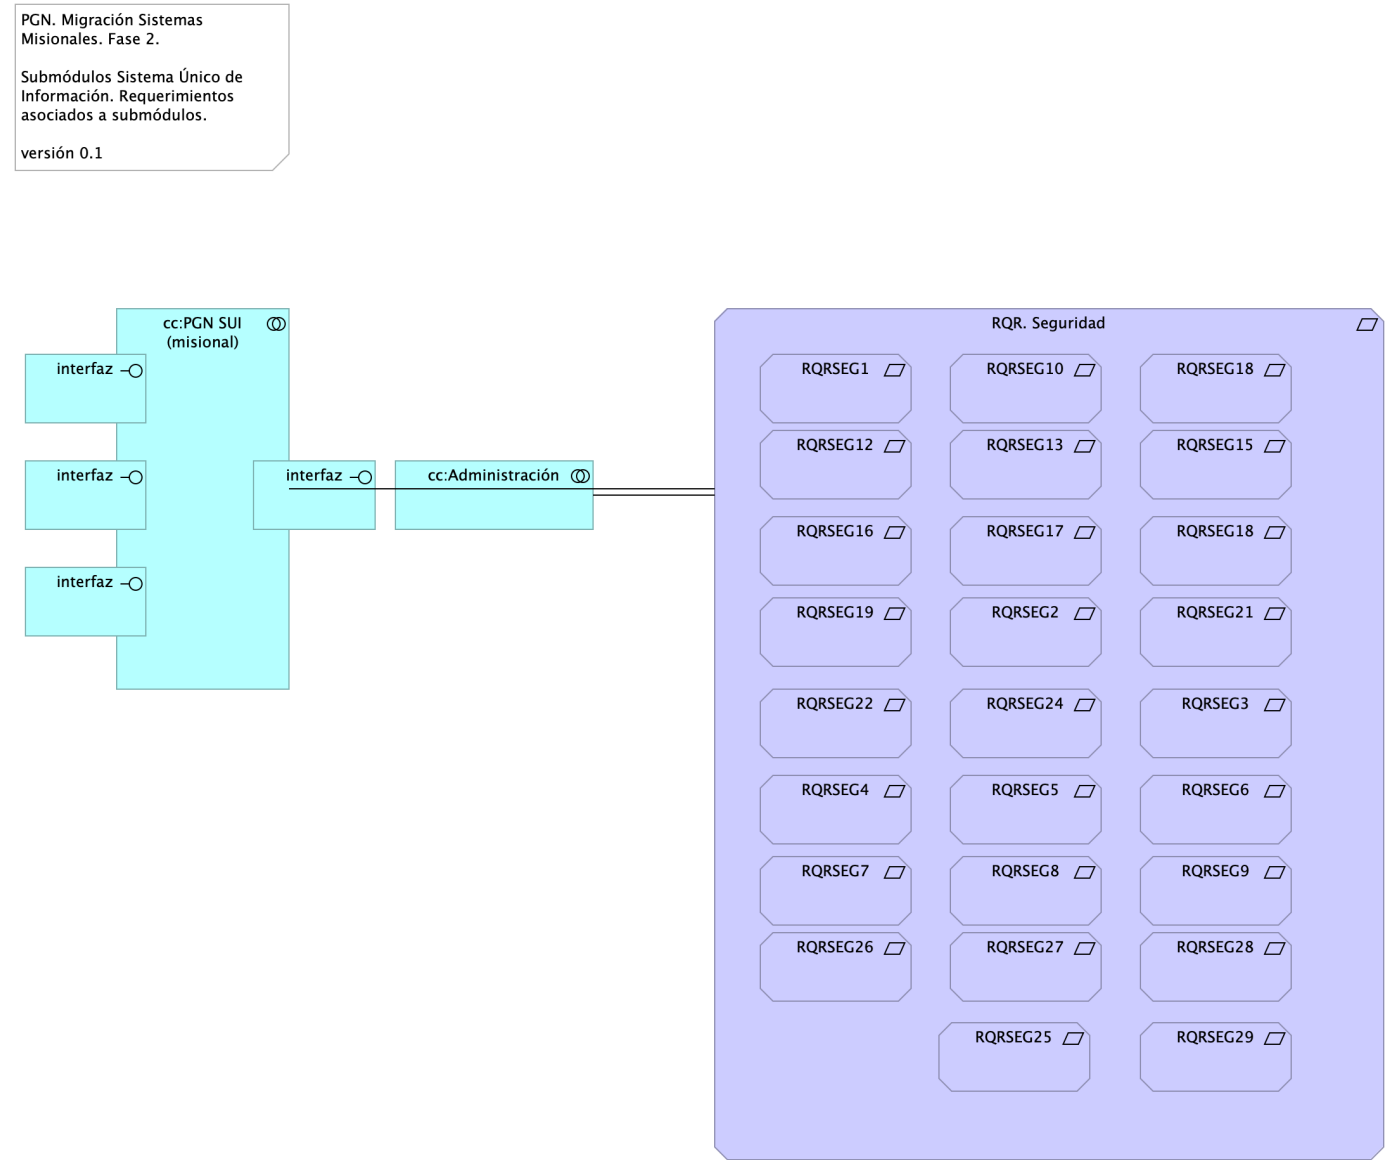 PGN. Migración Sistemas
Misionales. Fase 2.
Submódulos Sistema Único de
Información. Requerimientos
asociados a submódulos.
versión 0.1
cc:PGN SUI
(misional)
interfaz
interfaz
interfaz
interfaz
cc:Administración
RQR. Seguridad
RQRSEG1
RQRSEG10
RQRSEG18
RQRSEG12
RQRSEG13
RQRSEG15
RQRSEG16
RQRSEG17
RQRSEG18
RQRSEG19
RQRSEG2
RQRSEG21
RQRSEG22
RQRSEG24
RQRSEG3
RQRSEG4
RQRSEG5
RQRSEG6
RQRSEG7
RQRSEG8
RQRSEG9
RQRSEG26
RQRSEG27
RQRSEG28
RQRSEG25
RQRSEG29